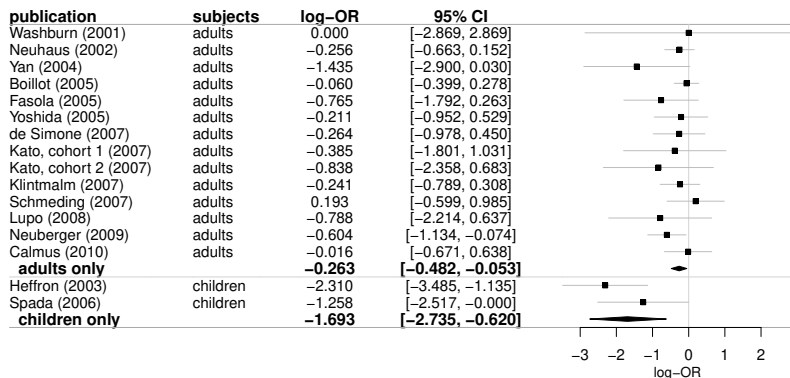 publication subjects log−OR 95% CI
Washburn (2001) adults 0.000 [−2.869, 2.869]
Neuhaus (2002) adults −0.256 [−0.663, 0.152]
Yan (2004) adults −1.435 [−2.900, 0.030]
Boillot (2005) adults −0.060 [−0.399, 0.278]
Fasola (2005) adults −0.765 [−1.792, 0.263]
Yoshida (2005) adults −0.211 [−0.952, 0.529]
de Simone (2007) adults −0.264 [−0.978, 0.450]
Kato, cohort 1 (2007) adults −0.385 [−1.801, 1.031]
Kato, cohort 2 (2007) adults −0.838 [−2.358, 0.683]
Klintmalm (2007) adults −0.241 [−0.789, 0.308]
Schmeding (2007) adults 0.193 [−0.599, 0.985]
Lupo (2008) adults −0.788 [−2.214, 0.637]
Neuberger (2009) adults −0.604 [−1.134, −0.074]
Calmus (2010) adults −0.016 [−0.671, 0.638]
adults only −0.263 [−0.482, −0.053]
Heffron (2003) children −2.310 [−3.485, −1.135]
Spada (2006) children −1.258 [−2.517, −0.000]
children only −1.693 [−2.735, −0.620]
−3 −2 −1 0 1 2
log−OR